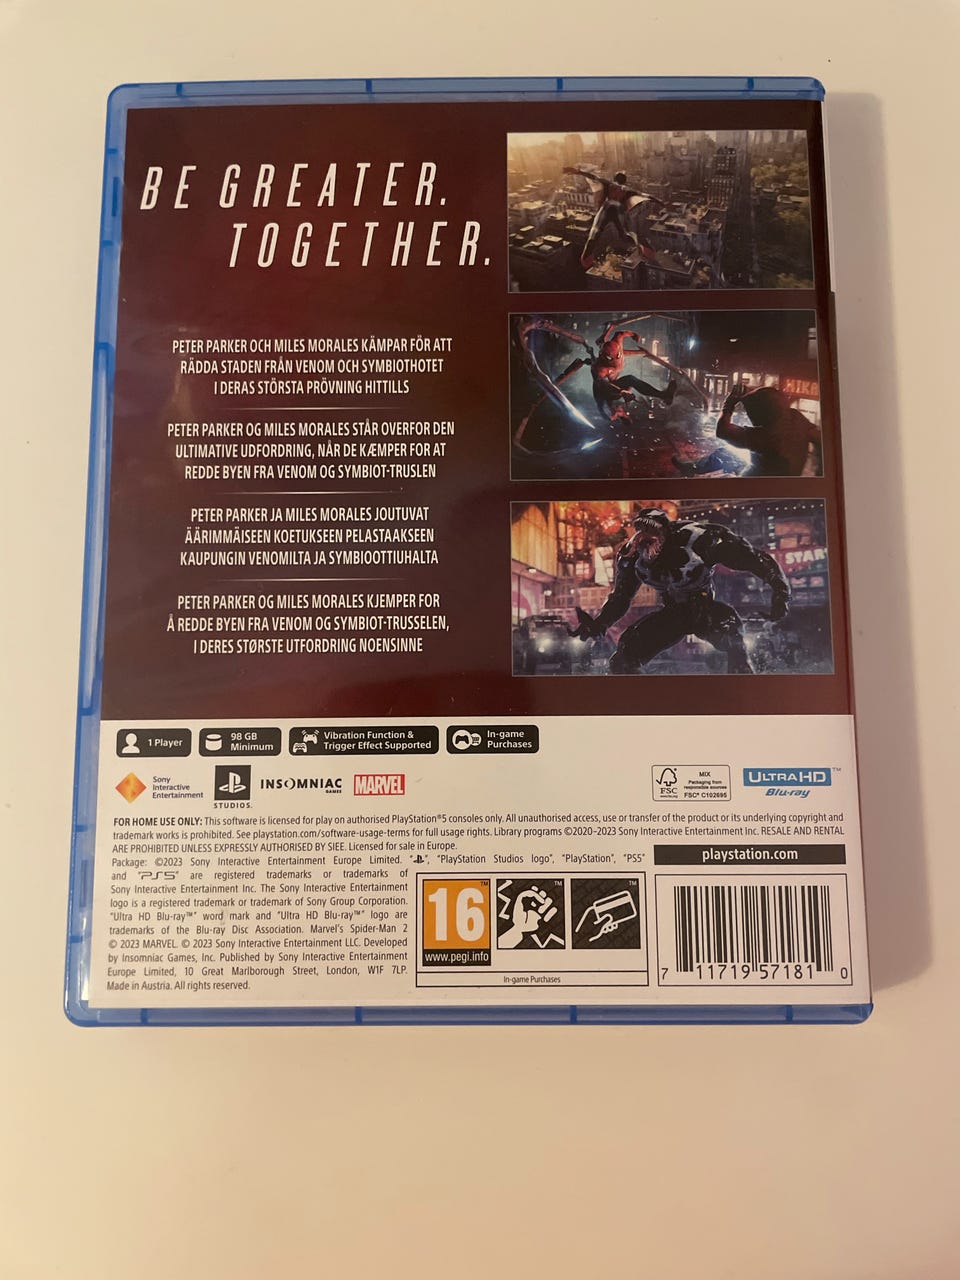 BE GREATER.
TOGETHER.
PETER PARKER OCH MILES MORALES KÄMPAR FÖR ATT
RÄDDA STADEN FRÅN VENOM OCH SYMBIOTHOTET
I DERAS STÖRSTA PRÖVNING HITTILLS
PETER PARKER OG MILES MORALES STÅR OVERFOR DEN
ULTIMATIVE UDFORDRING, NÅR DE KÆMPER FOR AT
REDDE BYEN FRA VENOM OG SYMBIOT-TRUSLEN
PETER PARKER JA MILES MORALES JOUTUVAT
ÄÄRIMMÄISEEN KOETUKSEEN PELASTAAKSEEN
KAUPUNGIN VENOMILTA JA SYMBIOOTTIUHALTA
PETER PARKER OG MILES MORALES KJEMPER FOR
Å REDDE BYEN FRA VENOM OG SYMBIOT-TRUSSELEN,
I DERES STØRSTE UTFORDRING NOENSINNE
MIKA
STAR
1 Player
98 GB
Minimum
Vibration Function &
Trigger Effect Supported
In-game
Purchases
Sony
Interactive
Entertainment
STUDIOS.
INSOMNIAC
GAMES
MARVEL
FSC
www.fsc.org
MIX
Packaging from
responsible sources
FSC® C102695
ULTRA HD™
Blu-ray
FOR HOME USE ONLY: This software is licensed for play on authorised PlayStation®5 consoles only. All unauthorised access, use or transfer of the product or its underlying copyright and
trademark works is prohibited. See playstation.com/software-usage-terms for full usage rights. Library programs ©2020-2023 Sony Interactive Entertainment Inc. RESALE AND RENTAL
ARE PROHIBITED UNLESS EXPRESSLY AUTHORISED BY SIEE. Licensed for sale in Europe.
Package: ©2023 Sony Interactive Entertainment Europe Limited. "", "PlayStation Studios logo", "PlayStation", "PS5"
and "PS5" are registered trademarks or trademarks of
Sony Interactive Entertainment Inc. The Sony Interactive Entertainment
logo is a registered trademark or trademark of Sony Group Corporation.
"Ultra HD Blu-ray™" word mark and "Ultra HD Blu-ray™" logo are
trademarks of the Blu-ray Disc Association. Marvel's Spider-Man 2
© 2023 MARVEL. © 2023 Sony Interactive Entertainment LLC. Developed
by Insomniac Games, Inc. Published by Sony Interactive Entertainment
Europe Limited, 10 Great Marlborough Street, London, W1F 7LP.
Made in Austria. All rights reserved.
playstation.com
16™
www.pegi.info
™
™
In-game Purchases
7 11719 57181 0